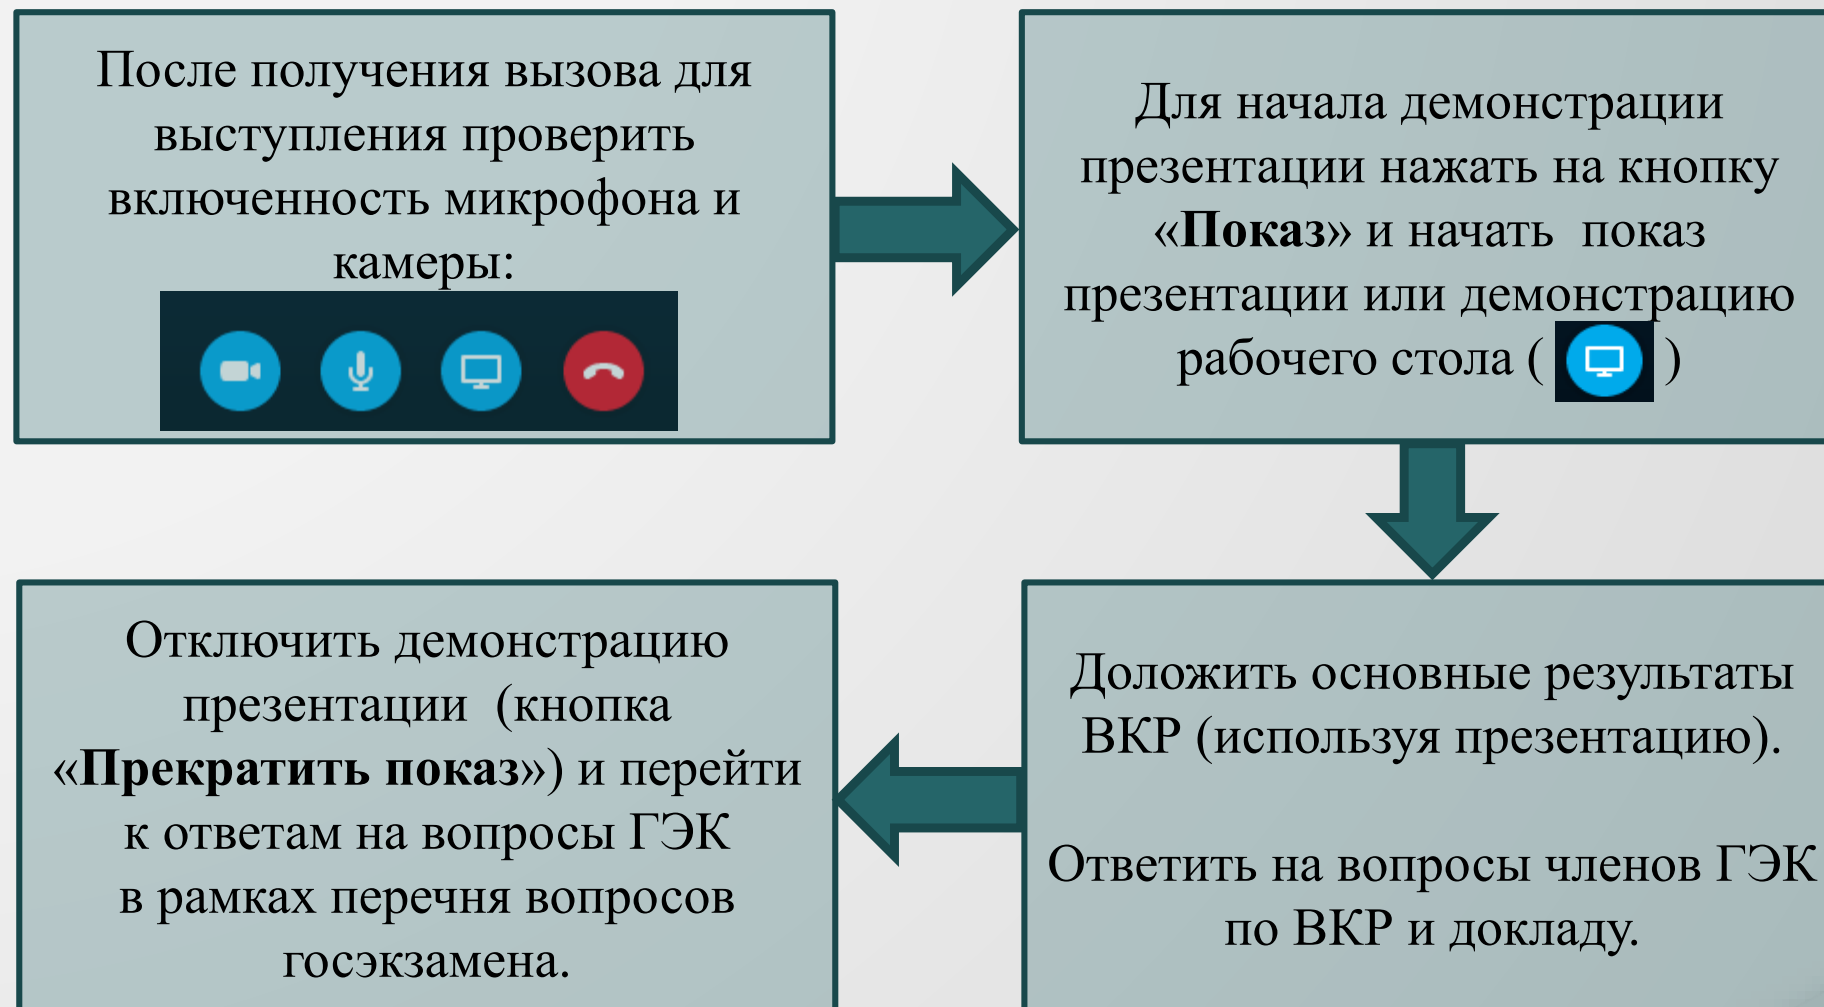 После получения вызова для
выступления проверить
включенность микрофона и
камеры:
Для начала демонстрации
презентации нажать на кнопку
«Показ» и начать  показ
презентации или демонстрацию
рабочего стола ( )
Доложить основные результаты
ВКР (используя презентацию).
Ответить на вопросы членов ГЭК
по ВКР и докладу.
Отключить демонстрацию
презентации  (кнопка
«Прекратить показ») и перейти
к ответам на вопросы ГЭК
в рамках перечня вопросов
госэкзамена.